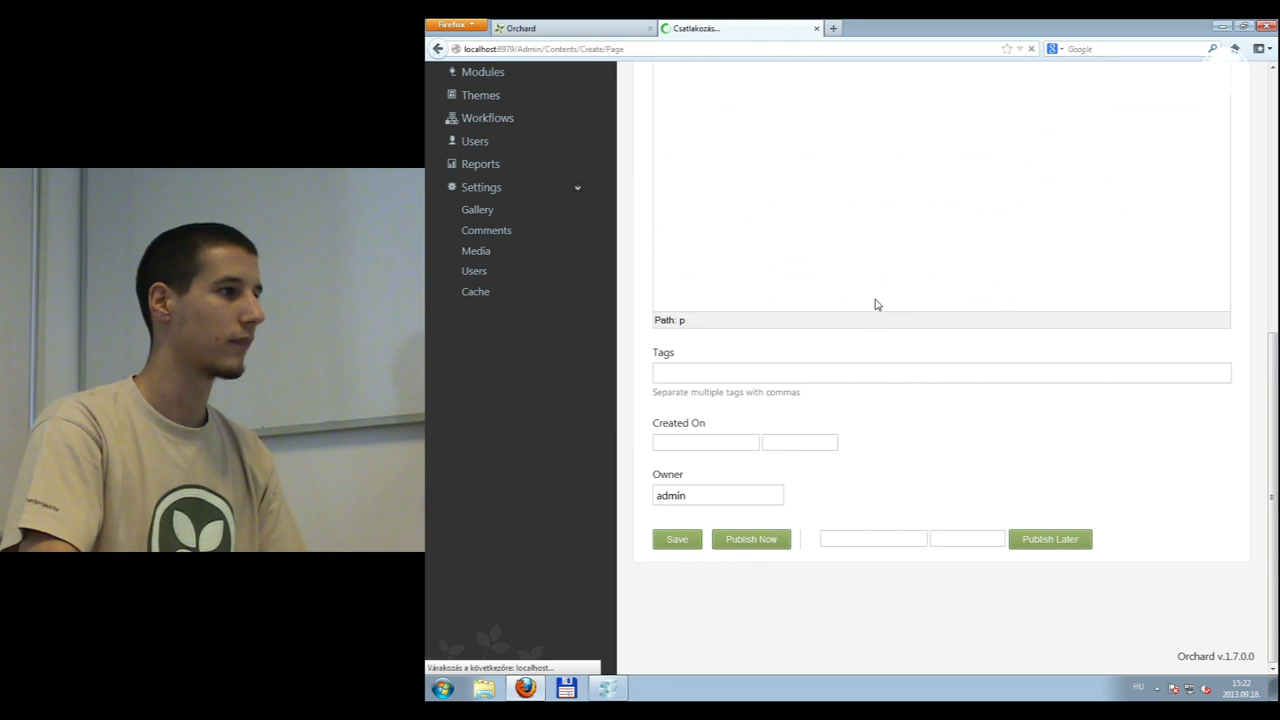 Firefox
Orchard
Csatlakozás...
localhost:8979/Admin/Contents/Create/Page
Google
Modules
Themes
Workflows
Users
Reports
Settings
Gallery
Comments
Media
Users
Cache
Path: p
Tags
Separate multiple tags with commas
Created On
Owner
admin
Save
Publish Now
Publish Later
Orchard v.1.7.0.0
Várakozás a következőre: localhost...
HU
15:22
2013.09.18.